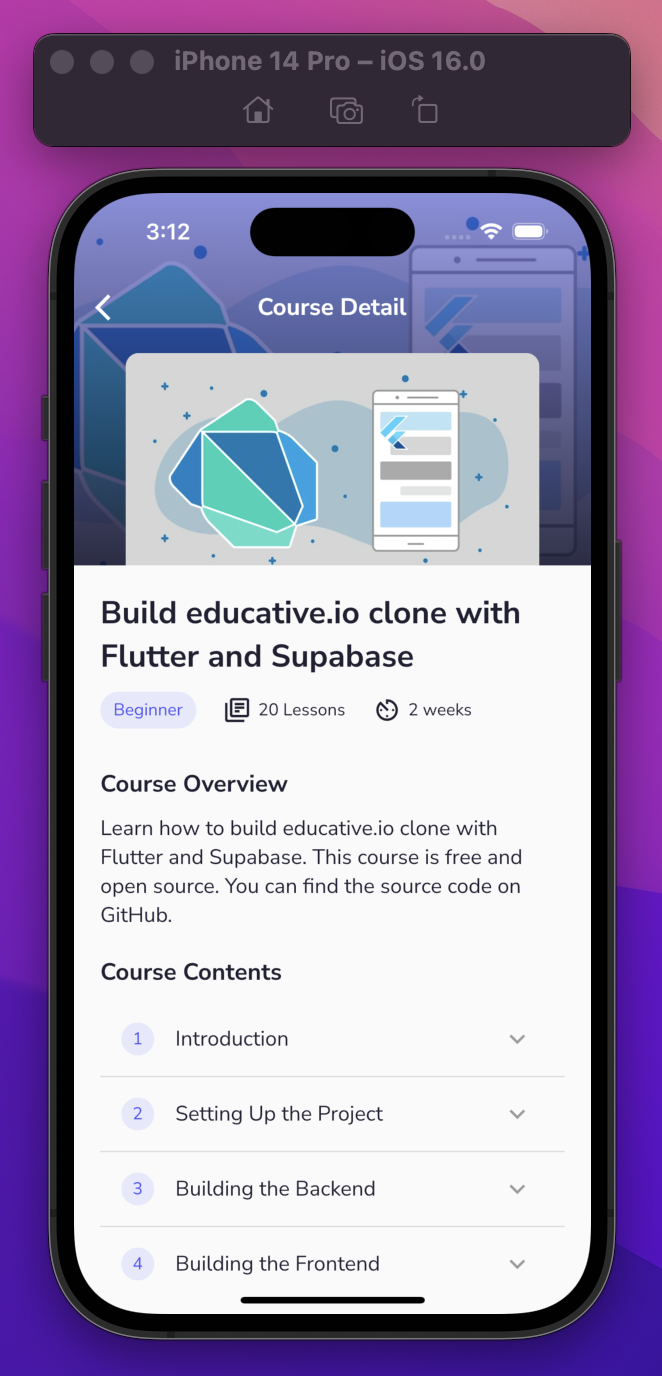 iPhone 14 Pro – iOS 16.0
3:12
Course Detail
Build educative.io clone with
Flutter and Supabase
Beginner
20 Lessons
2 weeks
Course Overview
Learn how to build educative.io clone with
Flutter and Supabase. This course is free and
open source. You can find the source code on
GitHub.
Course Contents
1 Introduction
2 Setting Up the Project
3 Building the Backend
4 Building the Frontend